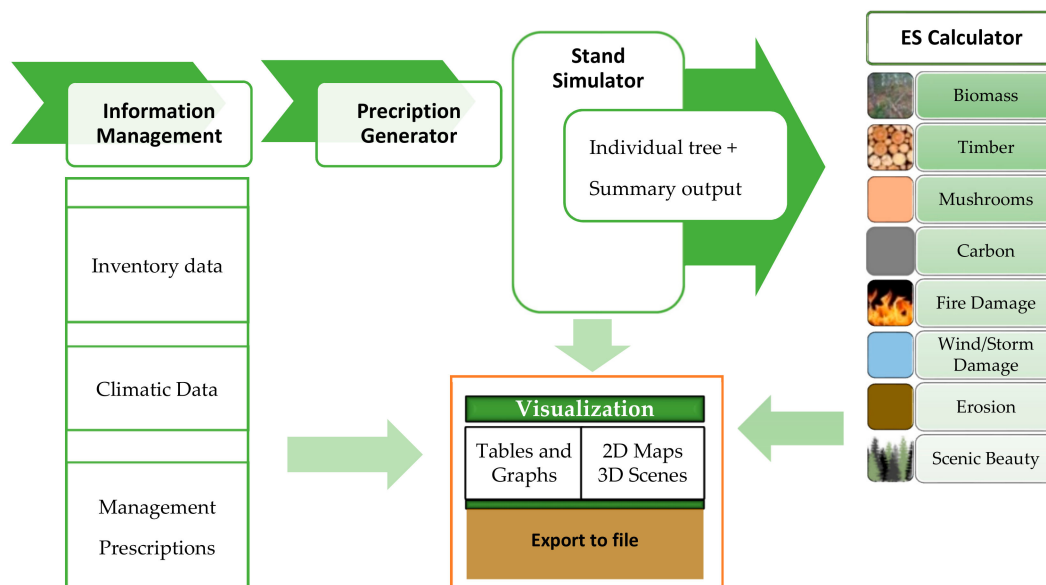 Information
Management
Inventory data
Climatic Data
Management
Prescriptions
Precription
Generator
Stand
Simulator
Individual tree +
Summary output
ES Calculator
Biomass
Timber
Mushrooms
Carbon
Fire Damage
Wind/Storm
Damage
Erosion
Scenic Beauty
Visualization
Tables and
Graphs
2D Maps
3D Scenes
Export to file